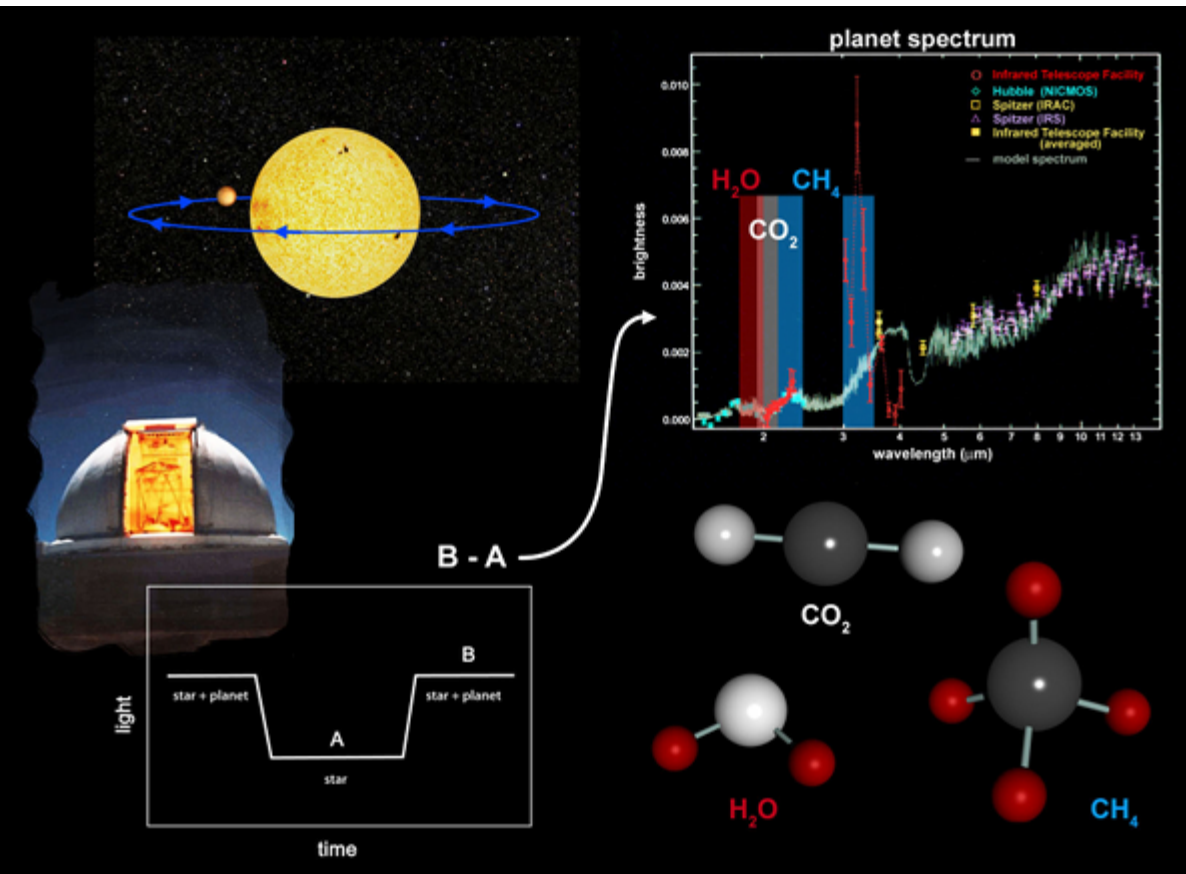 planet spectrum
0.010
0.008
0.006
0.004
0.002
0.000
brightness
Infrared Telescope Facility
Hubble (NICMOS)
Spitzer (IRAC)
Spitzer (IRS)
Infrared Telescope Facility
(averaged)
model spectrum
H₂O
CH₄
CO₂
2 3 4 5 6 7 8 9 10 11 12 13
wavelength (μm)
B - A
light
star + planet
A
star
B
star + planet
time
CO₂
H₂O
CH₄